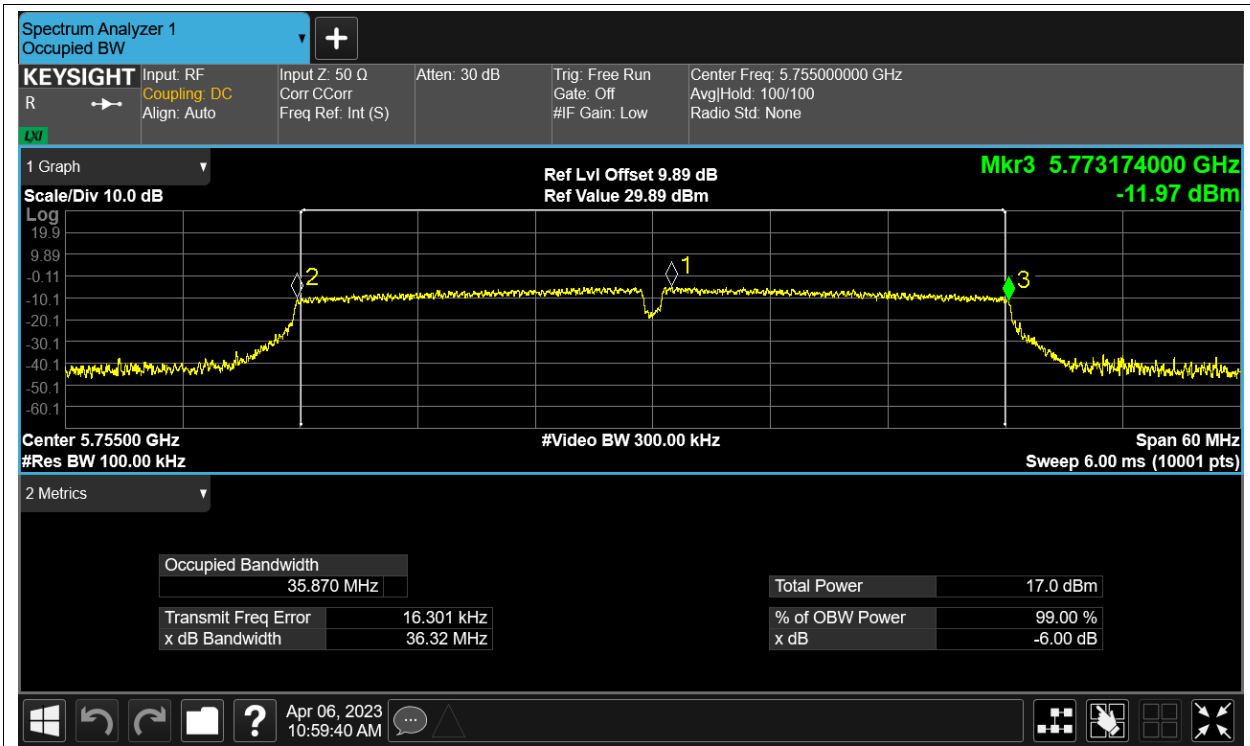 Spectrum Analyzer 1
Occupied BW
KEYSIGHT Input: RF Input Z: 50 Ω Atten: 30 dB Trig: Free Run Center Freq: 5.755000000 GHz
R Coupling: DC Corr CCorr Gate: Off Avg|Hold: 100/100
Align: Auto Freq Ref: Int (S) #IF Gain: Low Radio Std: None
LXI
1 Graph Ref Lvl Offset 9.89 dB Mkr3 5.773174000 GHz
Scale/Div 10.0 dB Ref Value 29.89 dBm -11.97 dBm
Log
19.9
9.89
-0.11
-10.1
-20.1
-30.1
-40.1
-50.1
-60.1
2
1
3
Center 5.75500 GHz #Video BW 300.00 kHz Span 60 MHz
#Res BW 100.00 kHz Sweep 6.00 ms (10001 pts)
2 Metrics
Occupied Bandwidth
35.870 MHz Total Power 17.0 dBm
Transmit Freq Error 16.301 kHz % of OBW Power 99.00 %
x dB Bandwidth 36.32 MHz x dB -6.00 dB
? Apr 06, 2023
10:59:40 AM